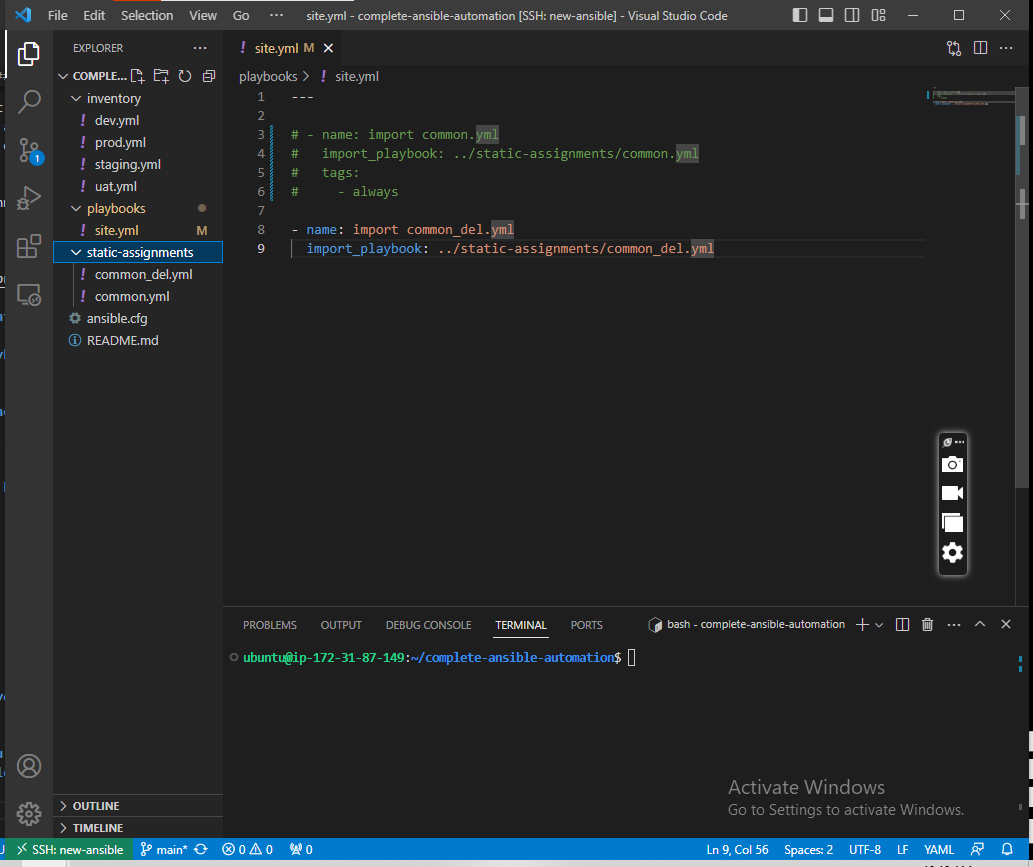 File Edit Selection View Go ··· site.yml - complete-ansible-automation [SSH: new-ansible] - Visual Studio Code
EXPLORER ···
COMPLE...
inventory
! dev.yml
! prod.yml
! staging.yml
! uat.yml
playbooks
! site.yml M
static-assignments
! common_del.yml
! common.yml
ansible.cfg
README.md
OUTLINE
TIMELINE
1
! site.yml M
playbooks > ! site.yml
1 ---
2
3 # - name: import common.yml
4 #   import_playbook: ../static-assignments/common.yml
5 #   tags:
6 #     - always
7
8 - name: import common_del.yml
9   import_playbook: ../static-assignments/common_del.yml
PROBLEMS OUTPUT DEBUG CONSOLE TERMINAL PORTS bash - complete-ansible-automation
ubuntu@ip-172-31-87-149:~/complete-ansible-automation$
Activate Windows
Go to Settings to activate Windows.
SSH: new-ansible main* 0 0 0 Ln 9, Col 56 Spaces: 2 UTF-8 LF YAML